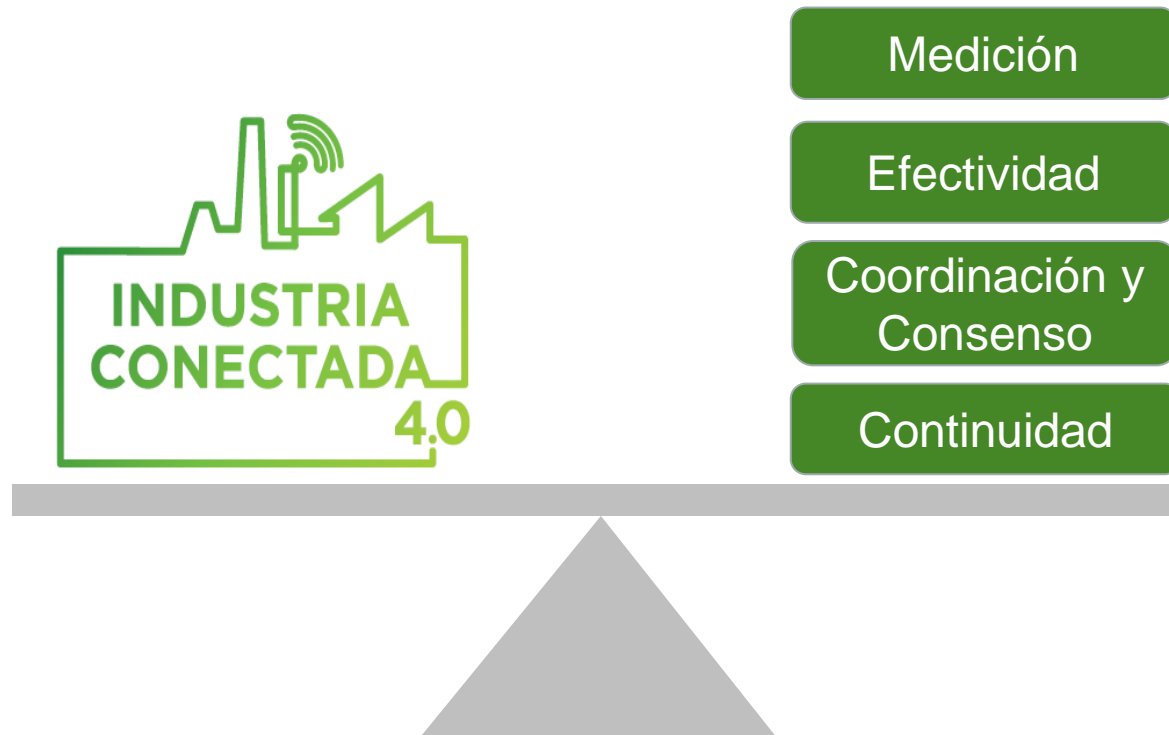 INDUSTRIA
CONECTADA
4.0
Medición
Efectividad
Coordinación y
Consenso
Continuidad